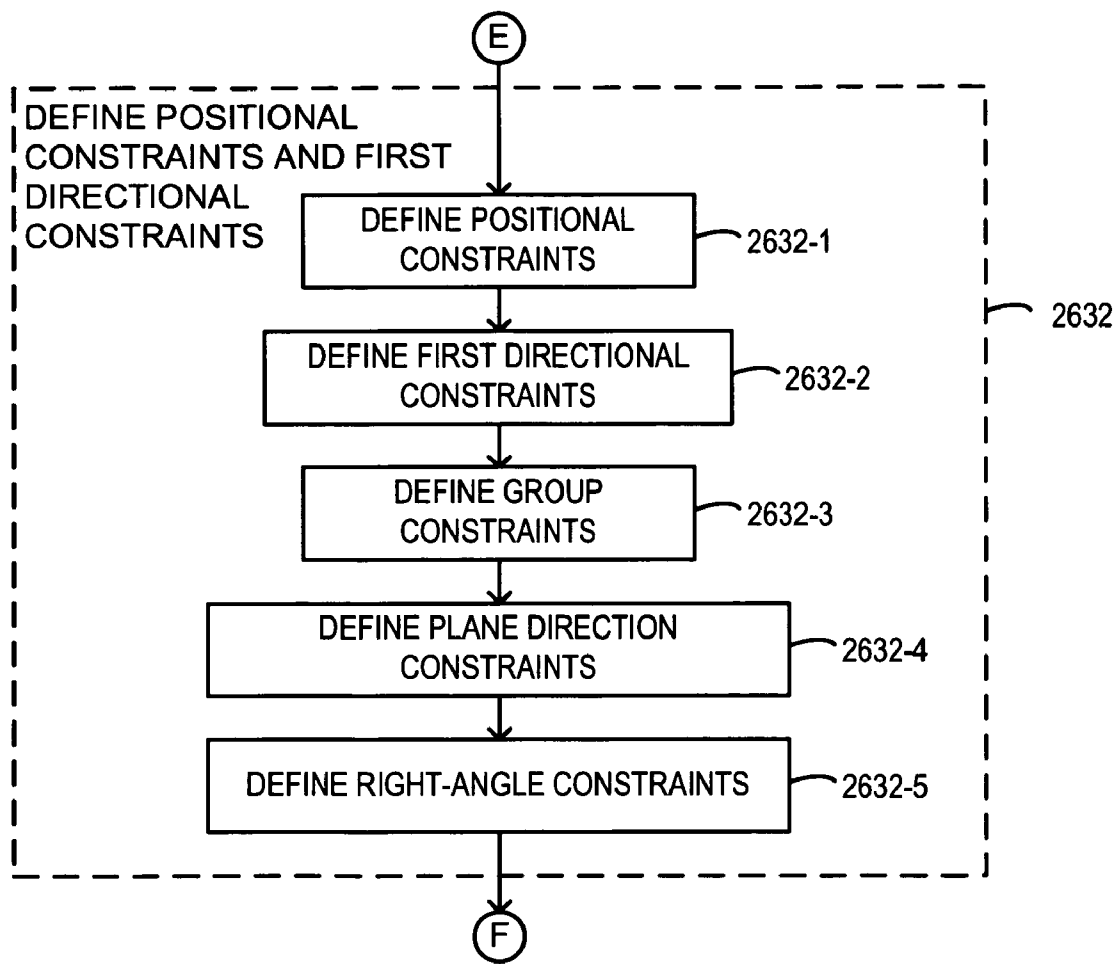 E
DEFINE POSITIONAL
CONSTRAINTS AND FIRST
DIRECTIONAL
CONSTRAINTS
DEFINE POSITIONAL
CONSTRAINTS
2632-1
2632
DEFINE FIRST DIRECTIONAL
CONSTRAINTS
2632-2
DEFINE GROUP
CONSTRAINTS
2632-3
DEFINE PLANE DIRECTION
CONSTRAINTS
2632-4
DEFINE RIGHT-ANGLE CONSTRAINTS
2632-5
F